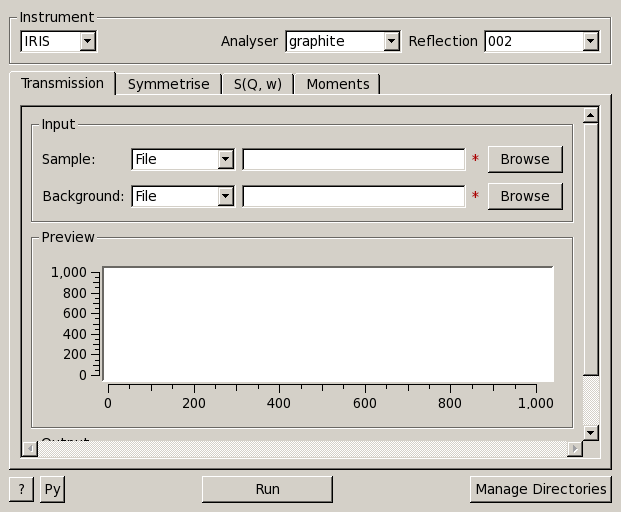 Instrument
IRIS Analyser graphite Reflection 002
Transmission Symmetrise S(Q, w) Moments
Input
Sample: File * Browse
Background: File * Browse
Preview
1,000
800
600
400
200
0
0 200 400 600 800 1,000
Output
? Py Run Manage Directories